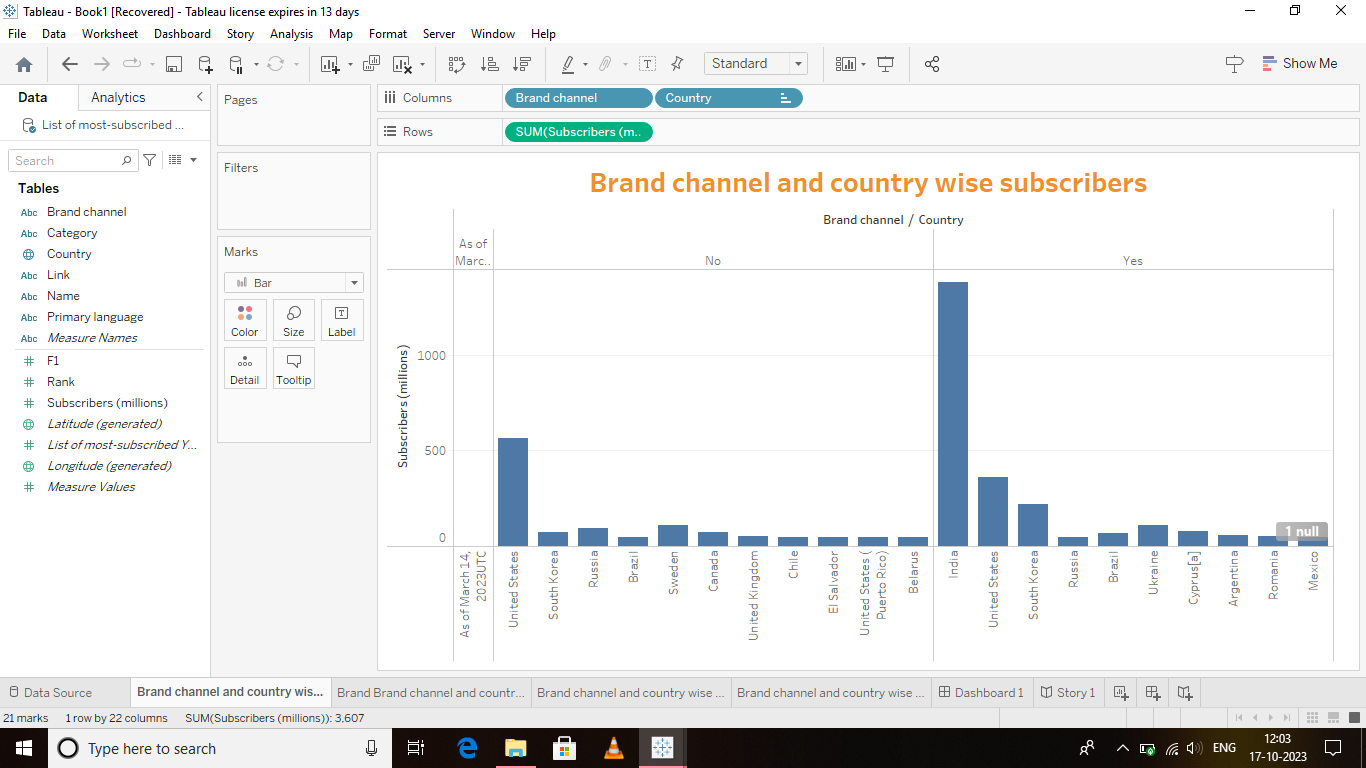 Tableau - Book1 [Recovered] - Tableau license expires in 13 days
File Data Worksheet Dashboard Story Analysis Map Format Server Window Help
Standard
Show Me
Data Analytics
List of most-subscribed ...
Search
Tables
Abc Brand channel
Abc Category
Country
Abc Link
Abc Name
Abc Primary language
Abc Measure Names
# F1
# Rank
# Subscribers (millions)
Latitude (generated)
# List of most-subscribed Y...
Longitude (generated)
# Measure Values
Pages
Filters
Marks
Bar
Color Size Label
Detail Tooltip
Columns Brand channel Country
Rows SUM(Subscribers (m..
Brand channel and country wise subscribers
Brand channel / Country
As of
Marc..
No
Yes
Subscribers (millions)
1000
500
0
1 null
As of March 14,
2023UTC
United States
South Korea
Russia
Brazil
Sweden
Canada
United Kingdom
Chile
El Salvador
United States (
Puerto Rico)
Belarus
India
United States
South Korea
Russia
Brazil
Ukraine
Cyprus[a]
Argentina
Romania
Mexico
Data Source Brand channel and country wis... Brand Brand channel and countr... Brand channel and country wise ... Brand channel and country wise ... Dashboard 1 Story 1
21 marks 1 row by 22 columns SUM(Subscribers (millions)): 3,607
Type here to search
ENG
12:03
17-10-2023